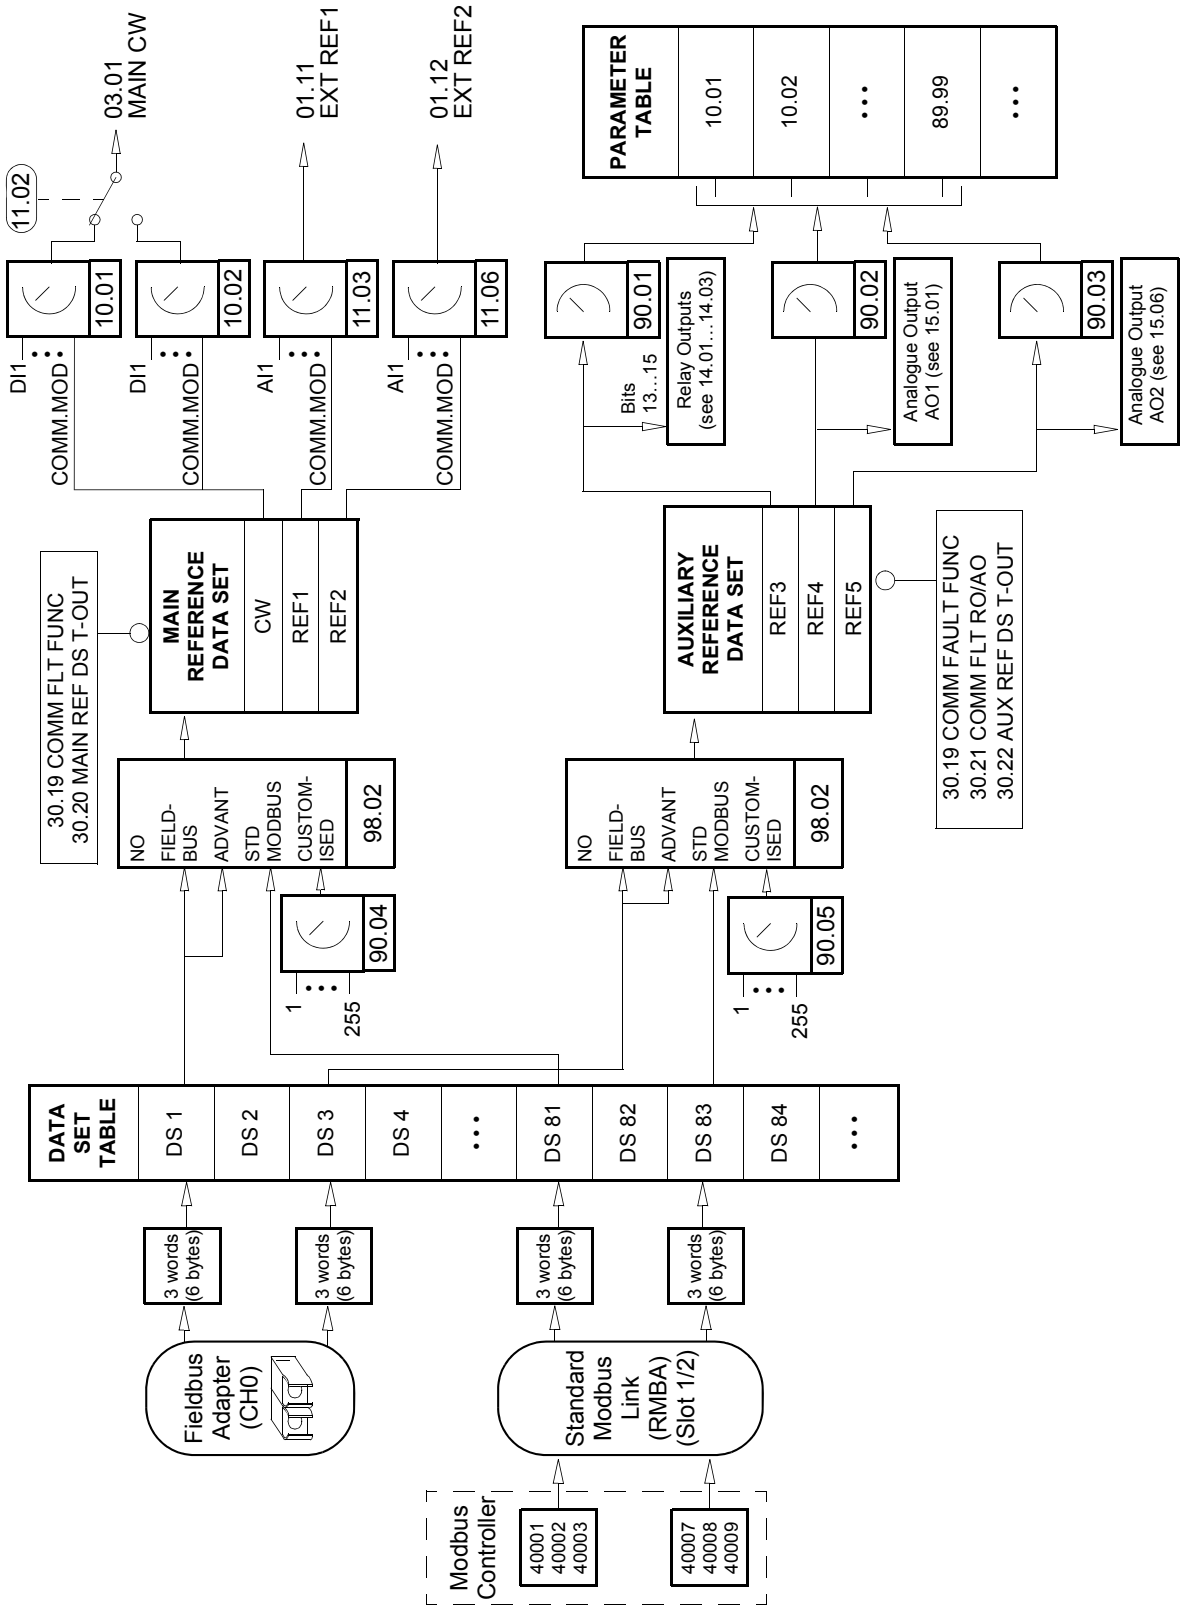 Modbus
Controller
40001
40002
40003
40007
40008
40009
Fieldbus
Adapter
(CH0)
Standard
Modbus
Link
(RMBA)
(Slot 1/2)
3 words
(6 bytes)
3 words
(6 bytes)
3 words
(6 bytes)
3 words
(6 bytes)
DATA
SET
TABLE
DS 1
DS 2
DS 3
DS 4
•••
DS 81
DS 82
DS 83
DS 84
•••
1
•••
255
90.04
1
•••
255
90.05
NO
FIELD-
BUS
ADVANT
STD
MODBUS
CUSTOM-
ISED
98.02
NO
FIELD-
BUS
ADVANT
STD
MODBUS
CUSTOM-
ISED
98.02
30.19 COMM FLT FUNC
30.20 MAIN REF DS T-OUT
MAIN
REFERENCE
DATA SET
CW
REF1
REF2
AUXILIARY
REFERENCE
DATA SET
REF3
REF4
REF5
30.19 COMM FAULT FUNC
30.21 COMM FLT RO/AO
30.22 AUX REF DS T-OUT
DI1
•••
COMM.MOD
10.01
DI1
•••
COMM.MOD
10.02
AI1
•••
COMM.MOD
11.03
AI1
•••
COMM.MOD
11.06
11.02
03.01
MAIN CW
01.11
EXT REF1
01.12
EXT REF2
90.01
Bits
13...15
Relay Outputs
(see 14.01...14.03)
90.02
Analogue Output
AO1 (see 15.01)
90.03
Analogue Output
AO2 (see 15.06)
PARAMETER
TABLE
10.01
10.02
•••
89.99
•••